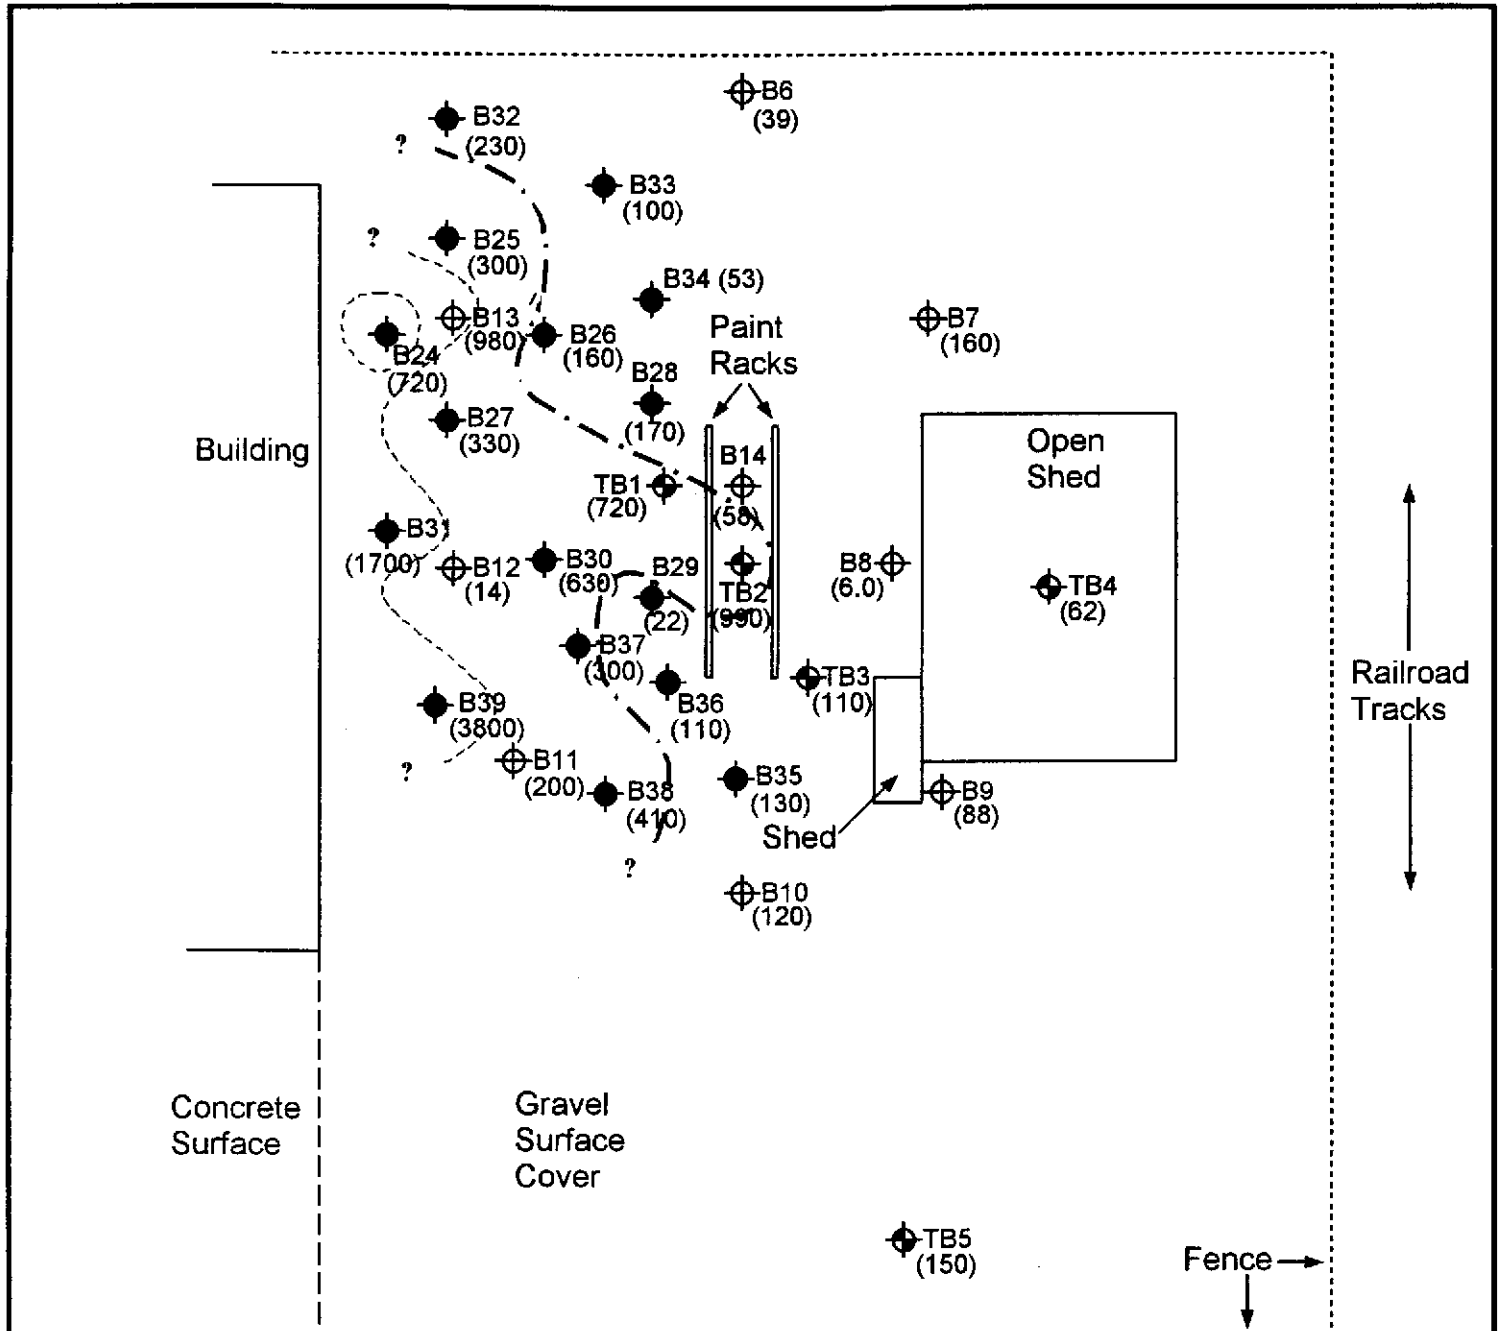 B6
(39)
B32
(230)
?
B33
(100)
?
B25
(300)
B34 (53)
B13
(980)
B24
(720)
B26
(160)
Paint
Racks
B7
(160)
B28
(170)
B27
(330)
Building
Open
Shed
B14
(58)
TB1
(720)
B31
(1700)
B12
(14)
B30
(630)
B29
(22)
TB2
(990)
B8
(6.0)
TB4
(62)
B37
(300)
B36
(110)
TB3
(110)
Railroad
Tracks
B39
(3800)
?
B11
(200)
B38
(410)
?
B35
(130)
B9
(88)
Shed
B10
(120)
Concrete
Surface
Gravel
Surface
Cover
TB5
(150)
Fence